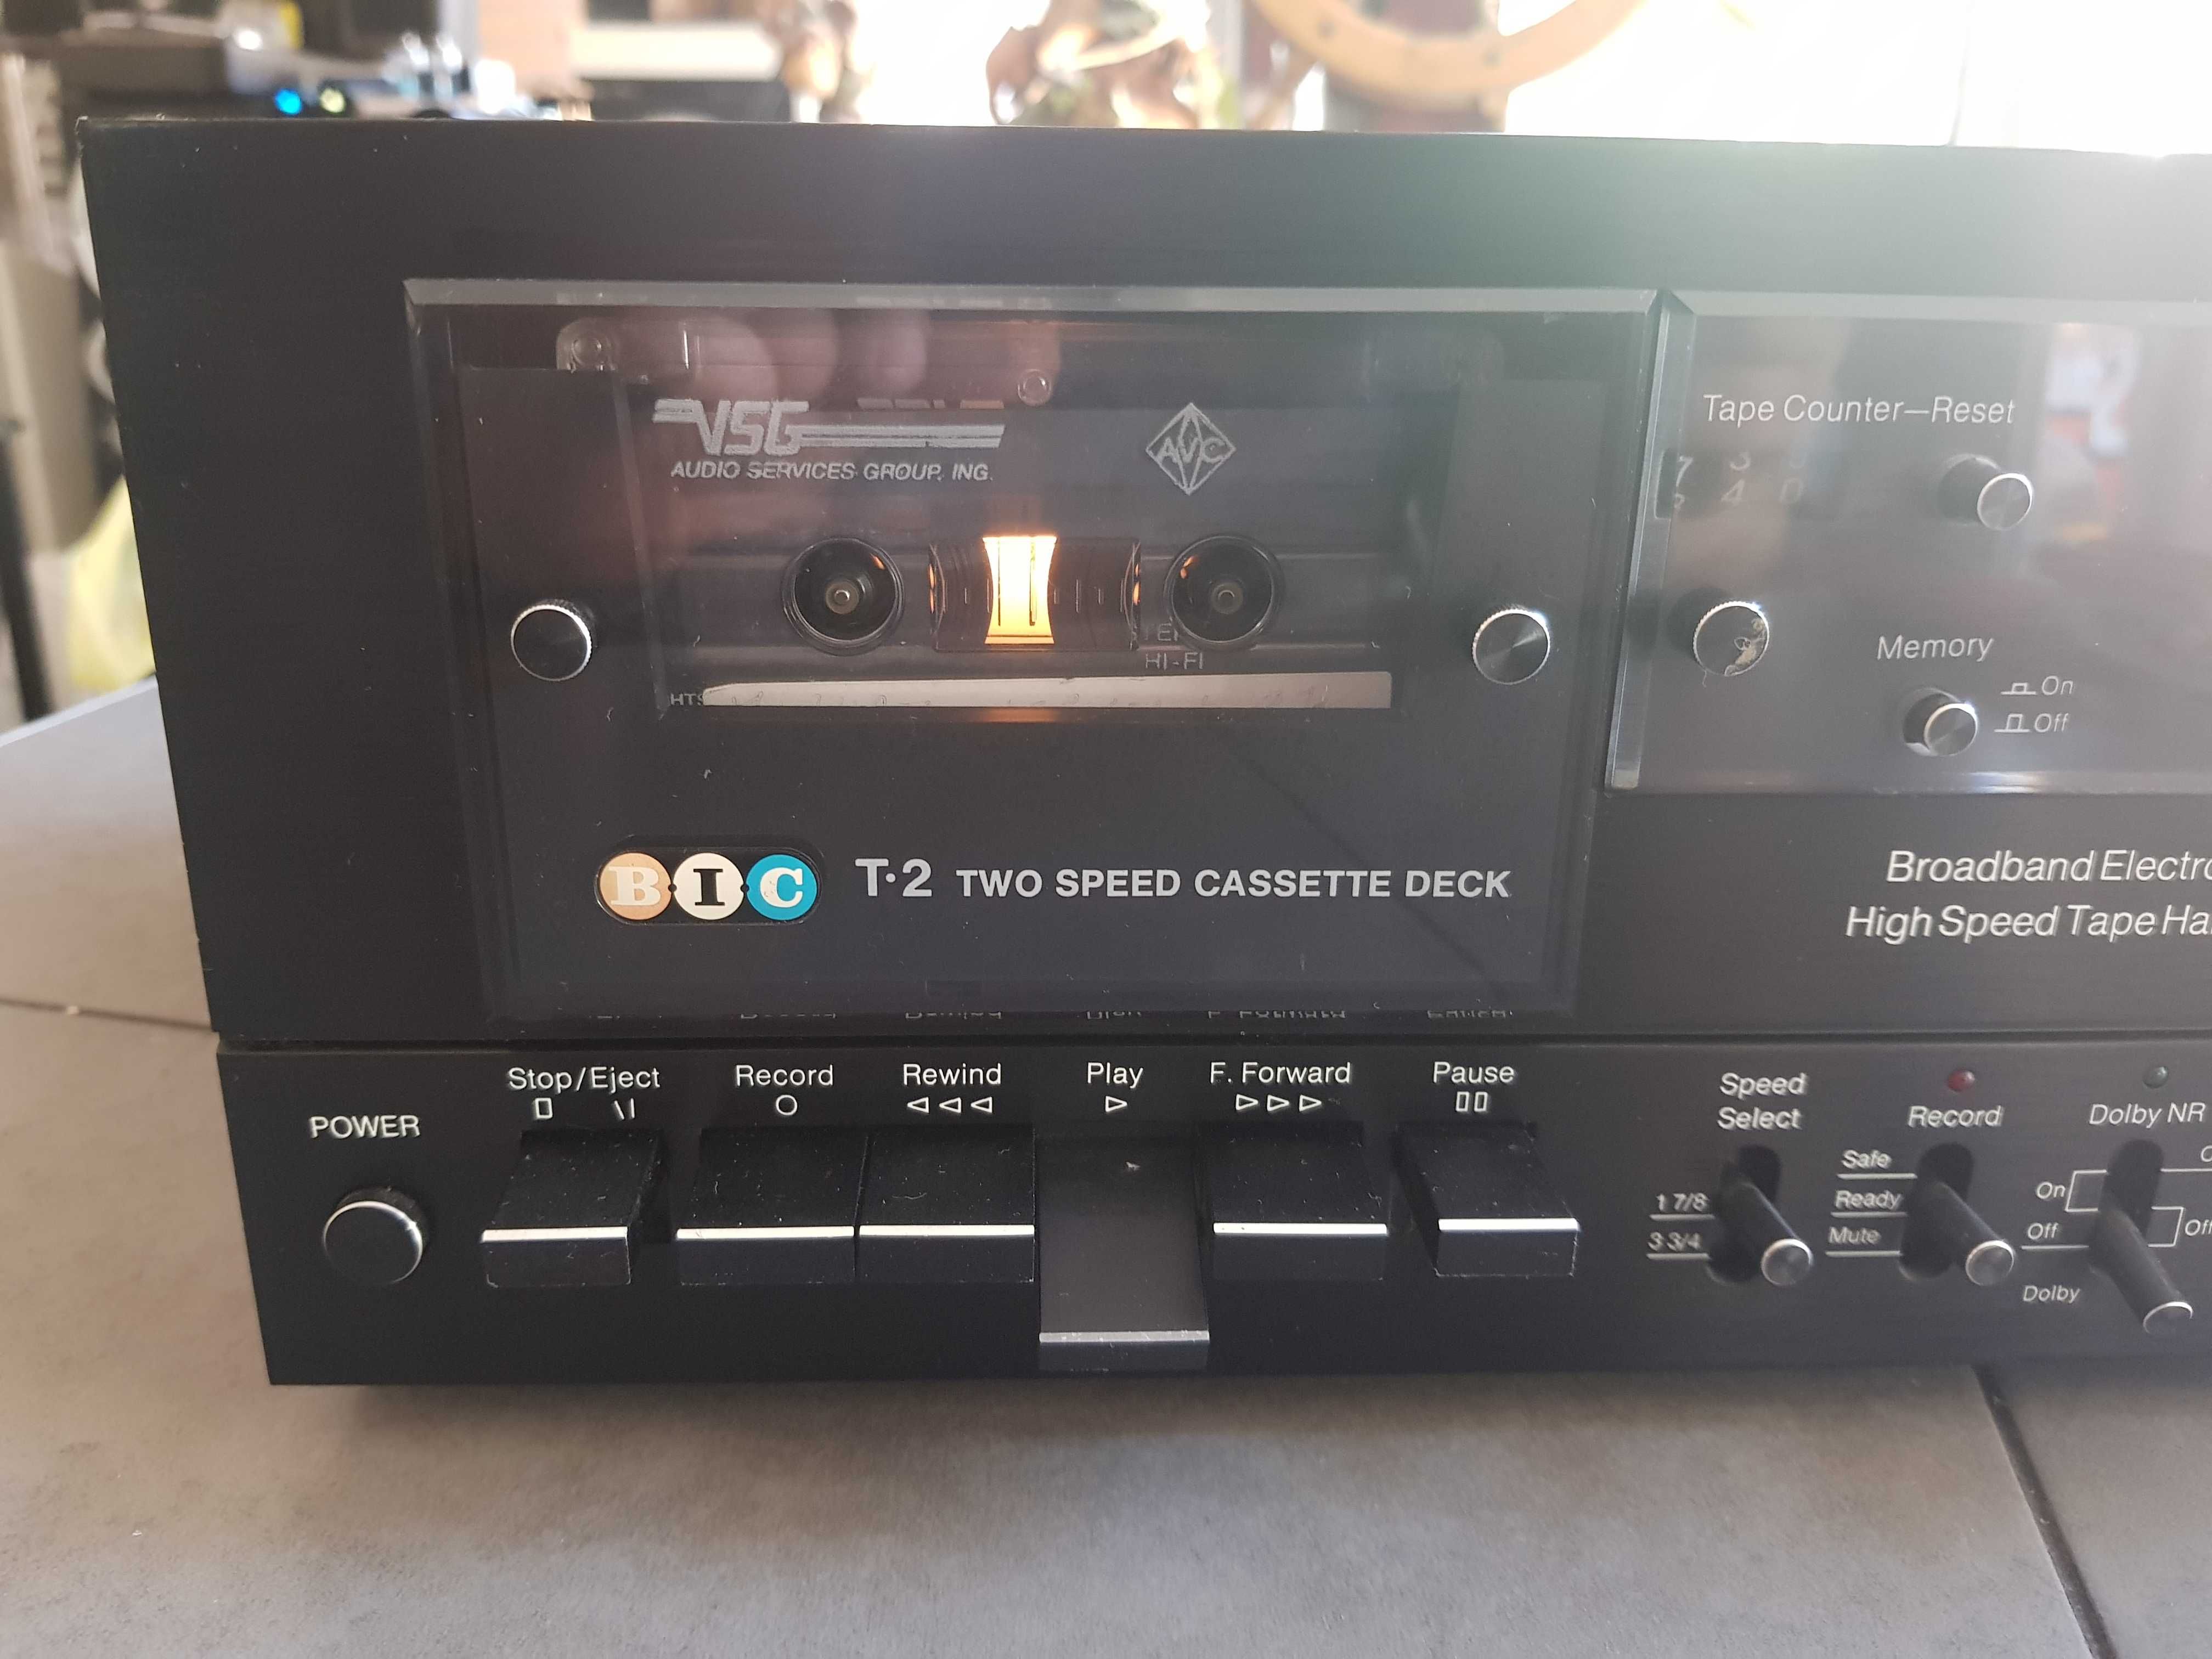 VSG
AUDIO SERVICES GROUP, INC.
AVC
HI-FI
B·I·C T·2 TWO SPEED CASSETTE DECK
Tape Counter—Reset
Memory
On
Off
Broadband Electro
High Speed Tape Ha
POWER
Stop/Eject
Record
Rewind
Play
F. Forward
Pause
Speed
Select
1 7/8
3 3/4
Record
Safe
Ready
Mute
Dolby NR
On
Off
Off
Dolby